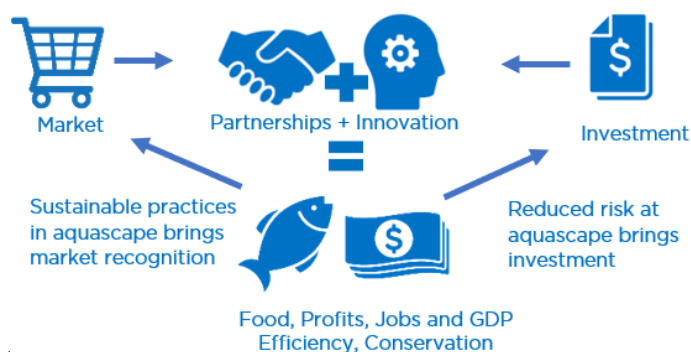 Market
Partnerships + Innovation
Investment
$
Sustainable practices
in aquascape brings
market recognition
$
Reduced risk at
aquascape brings
investment
Food, Profits, Jobs and GDP
Efficiency, Conservation